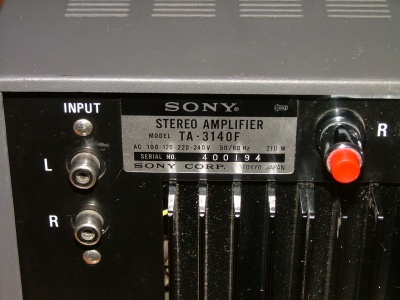 INPUT
SONY®
STEREO AMPLIFIER
MODEL TA-3140F
AC 100·120·220·240V 50/60Hz 210W
SERIAL NO. 400194
SONY CORP. TOKYO JAPAN
R
L
R